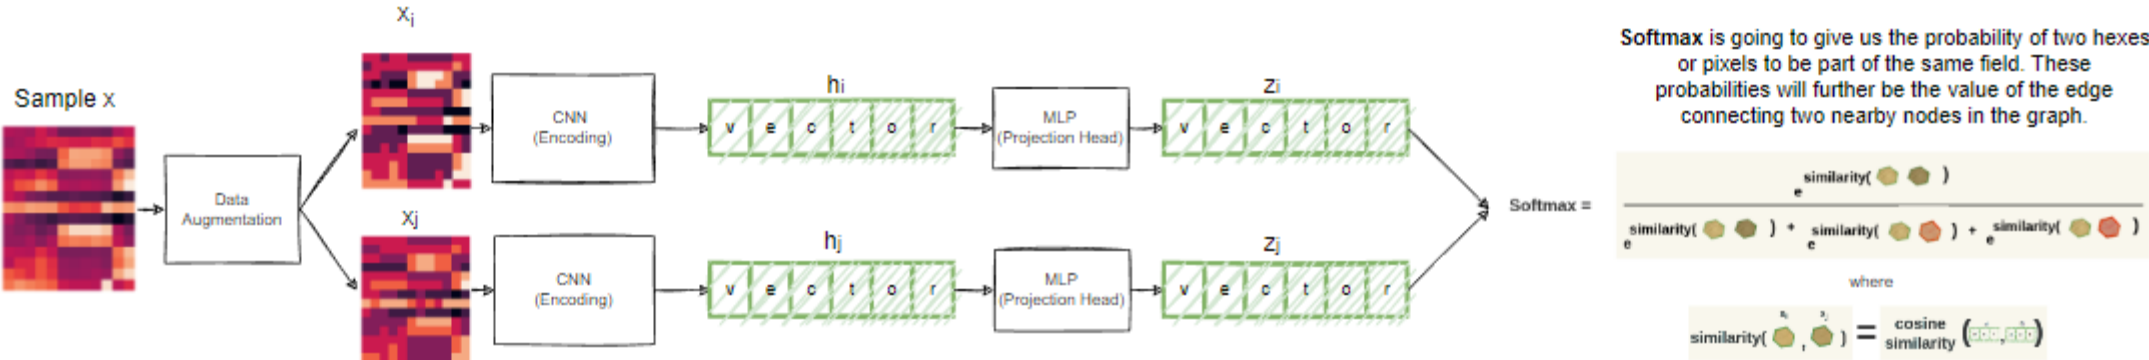 Sample x
Data
Augmentation
xi
CNN
(Encoding)
hi
v e c t o r
MLP
(Projection Head)
zi
v e c t o r
xj
CNN
(Encoding)
hj
v e c t o r
MLP
(Projection Head)
zj
v e c t o r
Softmax is going to give us the probability of two hexes
or pixels to be part of the same field. These
probabilities will further be the value of the edge
connecting two nearby nodes in the graph.
Softmax =
e similarity( )
e similarity( ) + e similarity( ) + e similarity( )
where
similarity( , ) = cosine similarity ( , )